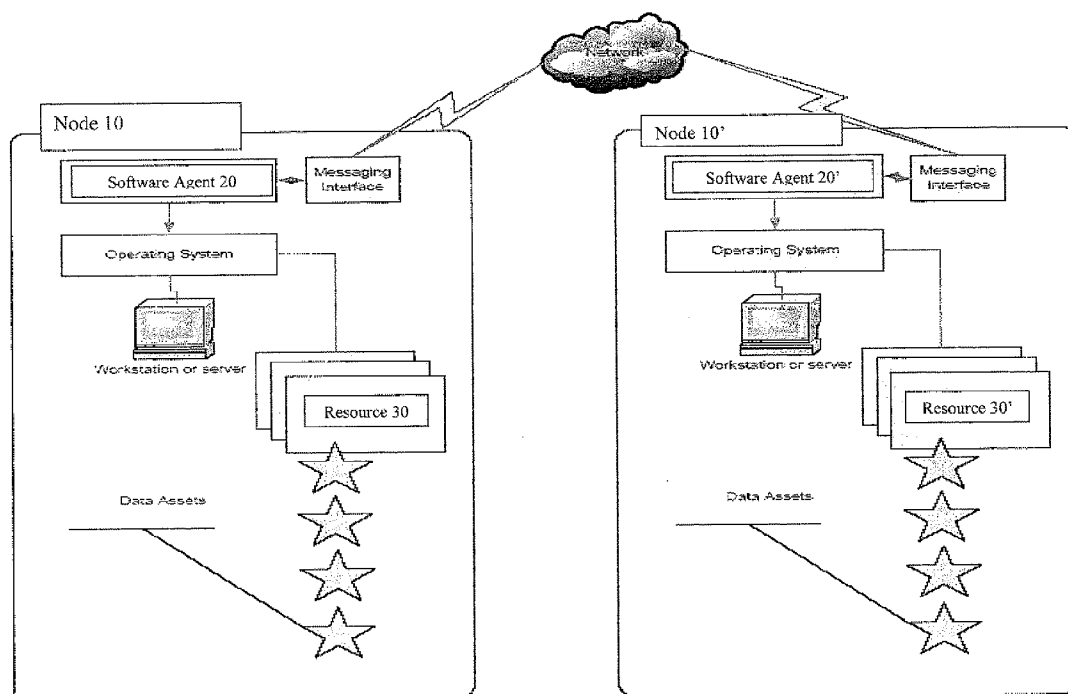 Network
Node 10
Software Agent 20
Messaging
Interface
Operating System
Workstation or server
Resource 30
Data Assets
Node 10'
Software Agent 20'
Messaging
Interface
Operating System
Workstation or server
Resource 30'
Data Assets